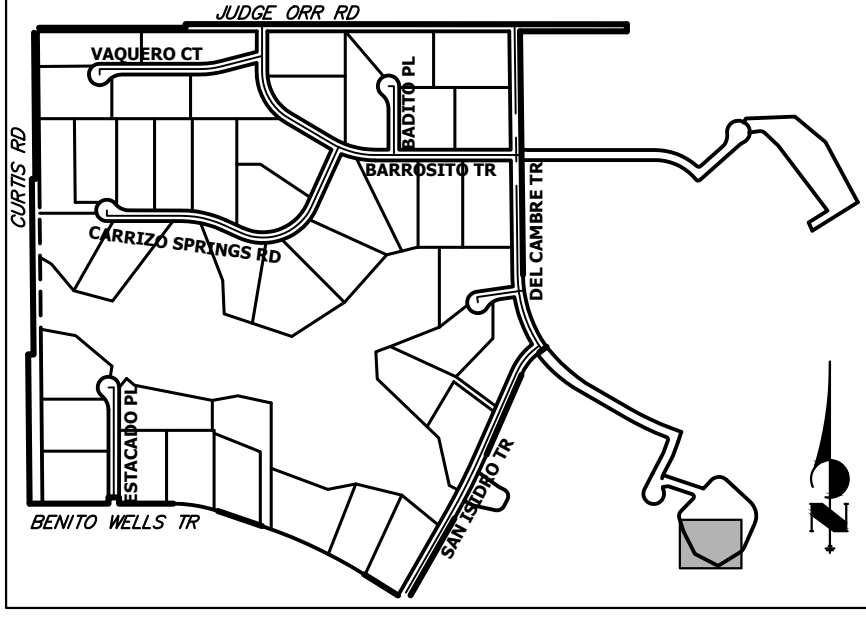 JUDGE ORR RD
VAQUERO CT
BADITO PL
CURTIS RD
BARROSITO TR
CARRIZO SPRINGS RD
DEL CAMBRE TR
ESTACADO PL
SAN ISIDRO TR
BENITO WELLS TR
N